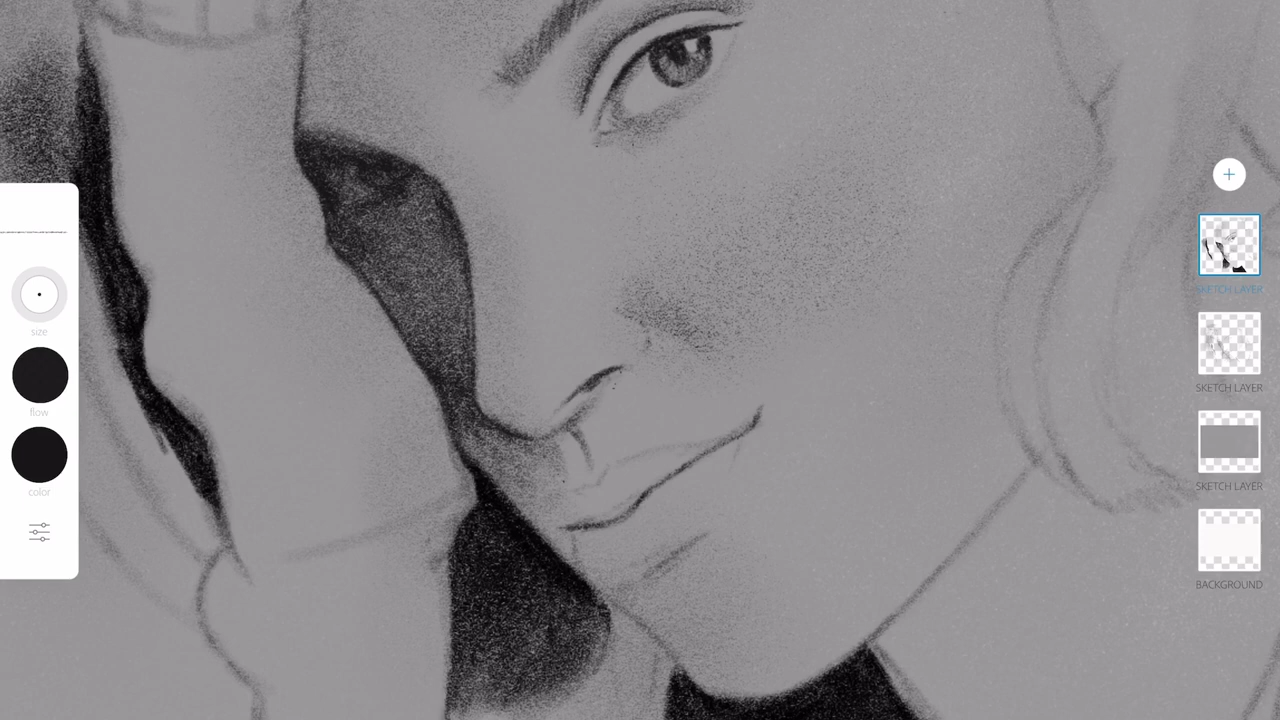 size
flow
color
SKETCH LAYER
SKETCH LAYER
SKETCH LAYER
BACKGROUND